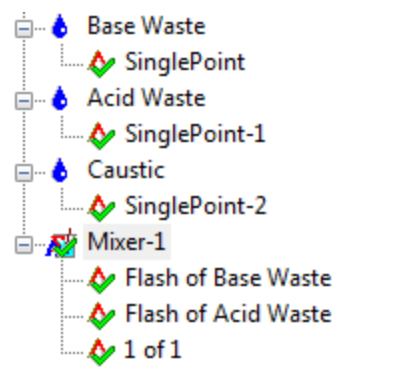 Base Waste
SinglePoint
Acid Waste
SinglePoint-1
Caustic
SinglePoint-2
Mixer-1
Flash of Base Waste
Flash of Acid Waste
1 of 1